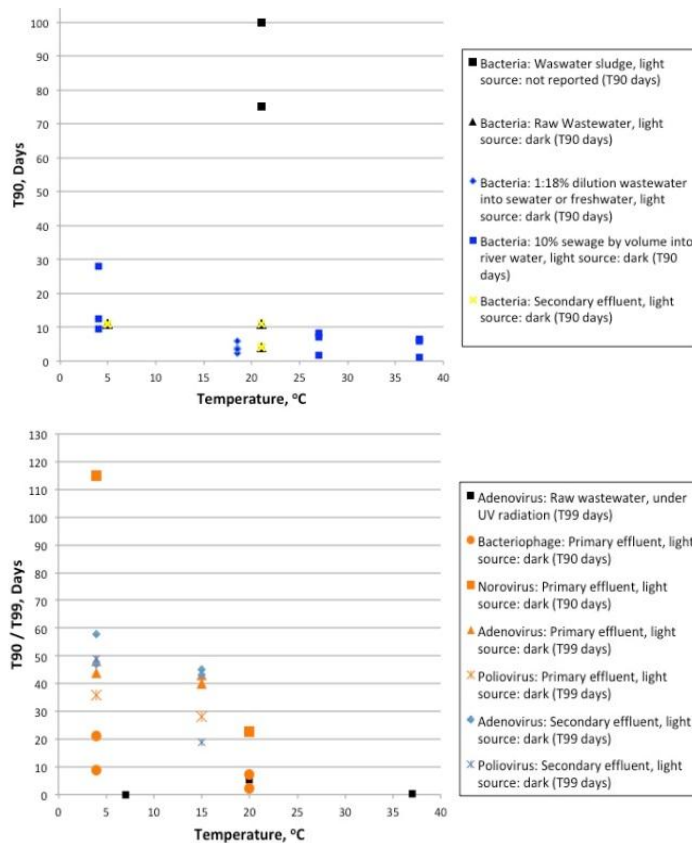 100
90
80
70
60
50
40
30
20
10
0
T90, Days
0 5 10 15 20 25 30 35 40
Temperature, °C
Bacteria: Waswater sludge, light
source: not reported (T90 days)
Bacteria: Raw Wastewater, light
source: dark (T90 days)
Bacteria: 1:18% dilution wastewater
into sewater or freshwater, light
source: dark (T90 days)
Bacteria: 10% sewage by volume into
river water, light source: dark (T90
days)
Bacteria: Secondary effluent, light
source: dark (T90 days)
130
120
110
100
90
80
70
60
50
40
30
20
10
0
T90 / T99, Days
0 5 10 15 20 25 30 35 40
Temperature, °C
Adenovirus: Raw wastewater, under
UV radiation (T99 days)
Bacteriophage: Primary effluent, light
source: dark (T90 days)
Norovirus: Primary effluent, light
source: dark (T90 days)
Adenovirus: Primary effluent, light
source: dark (T99 days)
Poliovirus: Primary effluent, light
source: dark (T99 days)
Adenovirus: Secondary effluent, light
source: dark (T99 days)
Poliovirus: Secondary effluent, light
source: dark (T99 days)